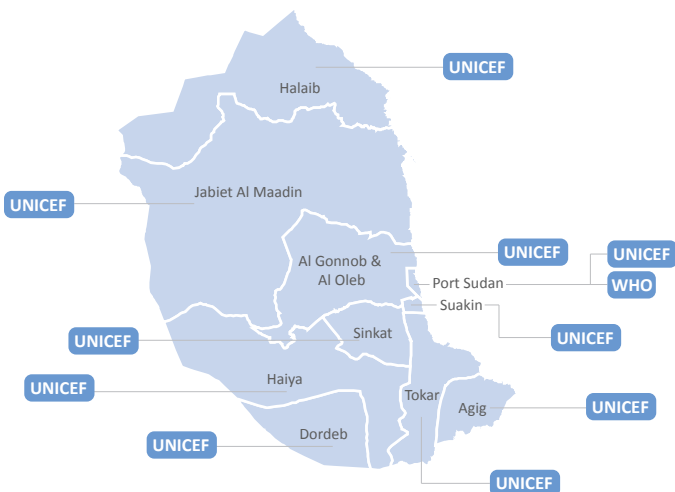 UNICEF
Halaib
Jabiet Al Maadin
UNICEF
UNICEF
Al Gonnob &
Al Oleb
UNICEF
Port Sudan
WHO
Suakin
Sinkat
UNICEF
UNICEF
Haiya
UNICEF
Tokar
Agig
UNICEF
Dordeb
UNICEF
UNICEF